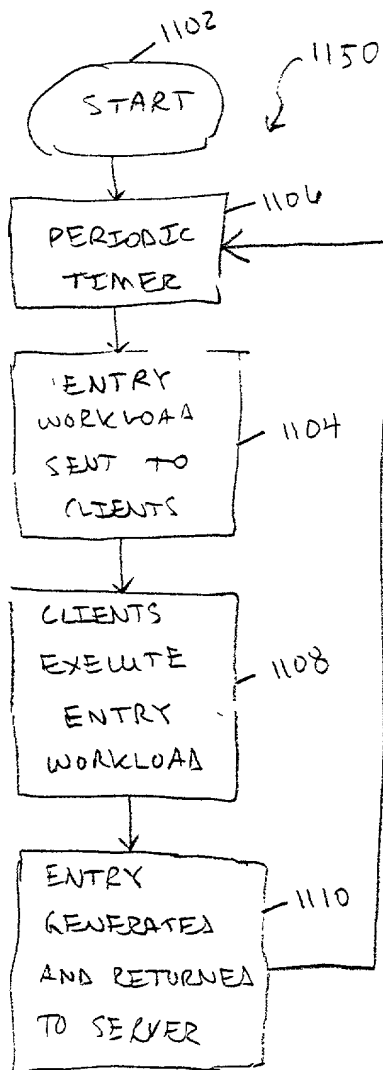 1102
1150
START
1106
PERIODIC
TIMER
ENTRY
WORKLOAD
SENT TO
CLIENTS
1104
CLIENTS
EXECUTE
ENTRY
WORKLOAD
1108
ENTRY
GENERATED
AND RETURNED
TO SERVER
1110